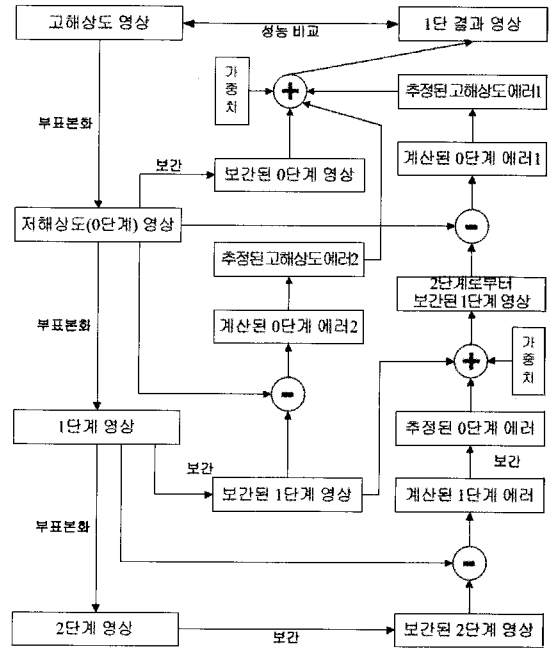 고해상도 영상
성능 비교
1단 결과 영상
가중치
추정된 고해상도 에러1
부표본화
보간
보간된 0단계 영상
계산된 0단계 에러1
저해상도(0단계) 영상
추정된 고해상도 에러2
2단계로부터
보간된 1단계 영상
부표본화
계산된 0단계 에러2
가중치
1단계 영상
추정된 0단계 에러
보간
보간
보간된 1단계 영상
계산된 1단계 에러
부표본화
2단계 영상
보간
보간된 2단계 영상